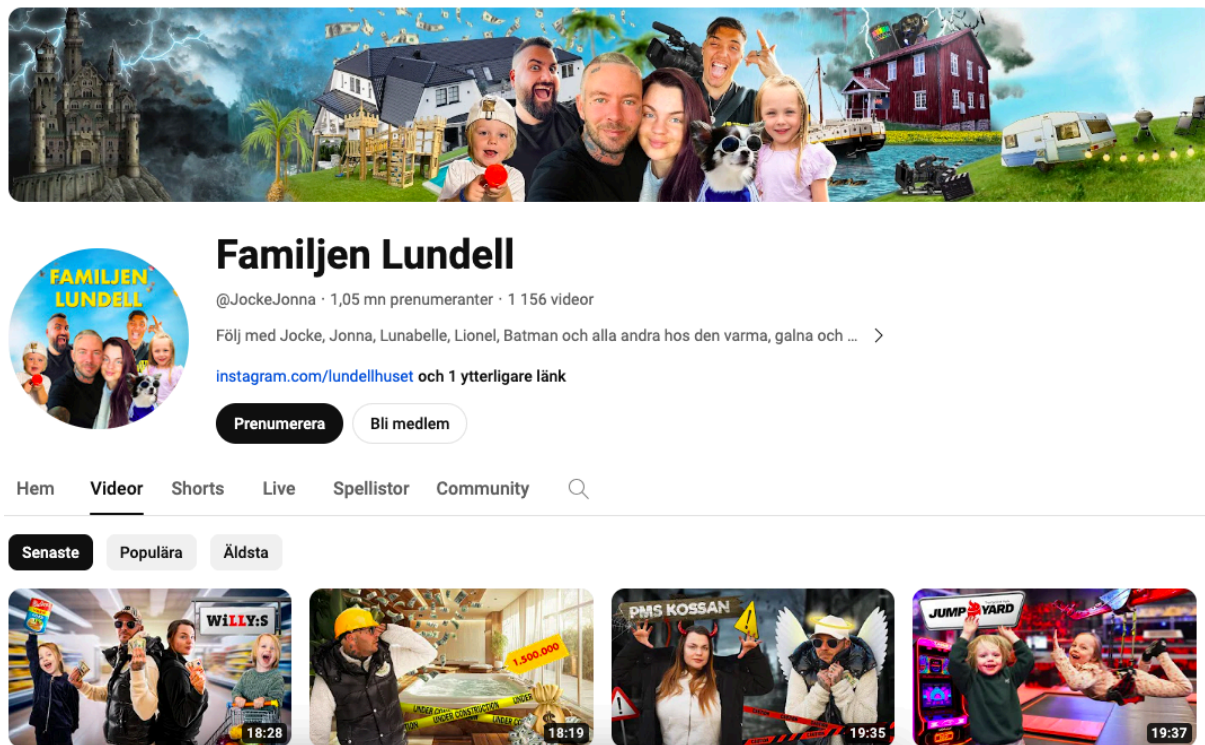 Familjen Lundell
FAMILJEN
LUNDELL
@JockeJonna · 1,05 mn prenumeranter · 1 156 videor
Följ med Jocke, Jonna, Lunabelle, Lionel, Batman och alla andra hos den varma, galna och ...
instagram.com/lundellhuset och 1 ytterligare länk
Prenumerera Bli medlem
Hem Videor Shorts Live Spellistor Community
Senaste Populära Äldsta
WiLLY:S
18:28
1.500.000
UNDER CONSTRUCTION
18:19
PMS KOSSAN
19:35
JUMP YARD
19:37